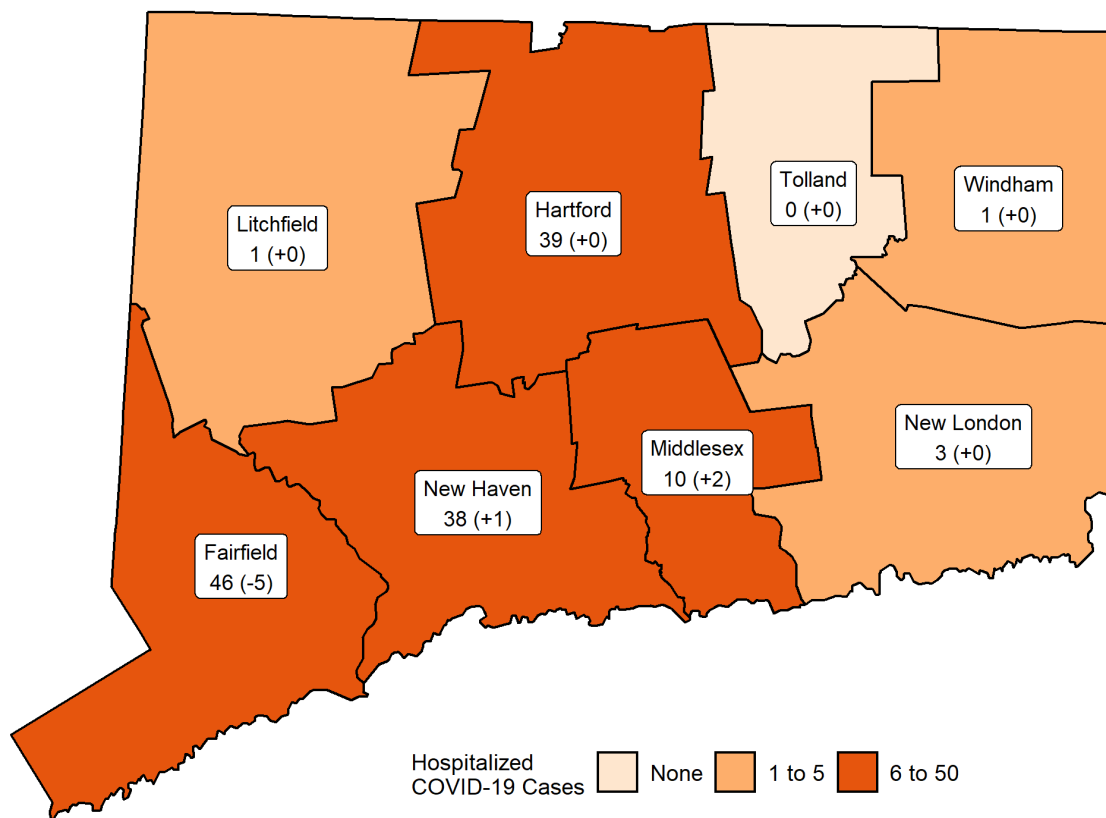 Tolland
0 (+0)
Windham
1 (+0)
Hartford
39 (+0)
Litchfield
1 (+0)
New London
3 (+0)
Middlesex
10 (+2)
New Haven
38 (+1)
Fairfield
46 (-5)
Hospitalized
COVID-19 Cases
None
1 to 5
6 to 50